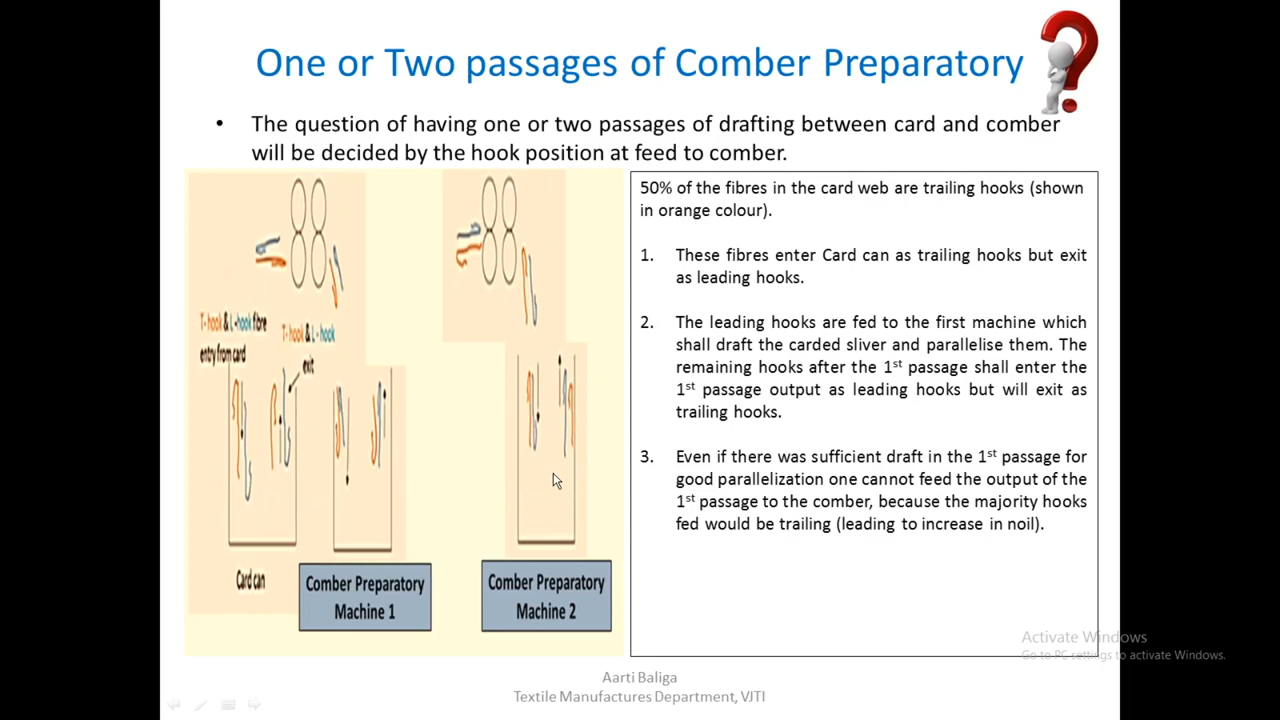 One or Two passages of Comber Preparatory
• The question of having one or two passages of drafting between card and comber
will be decided by the hook position at feed to comber.
T- hook & L -hook fibre
entry from card
T- hook & L - hook
exit
Card can
Comber Preparatory
Machine 1
Comber Preparatory
Machine 2
50% of the fibres in the card web are trailing hooks (shown
in orange colour).
1. These fibres enter Card can as trailing hooks but exit
as leading hooks.
2. The leading hooks are fed to the first machine which
shall draft the carded sliver and parallelise them. The
remaining hooks after the 1st passage shall enter the
1st passage output as leading hooks but will exit as
trailing hooks.
3. Even if there was sufficient draft in the 1st passage for
good parallelization one cannot feed the output of the
1st passage to the comber, because the majority hooks
fed would be trailing (leading to increase in noil).
Activate Windows
Go to PC settings to activate Windows.
Aarti Baliga
Textile Manufactures Department, VJTI